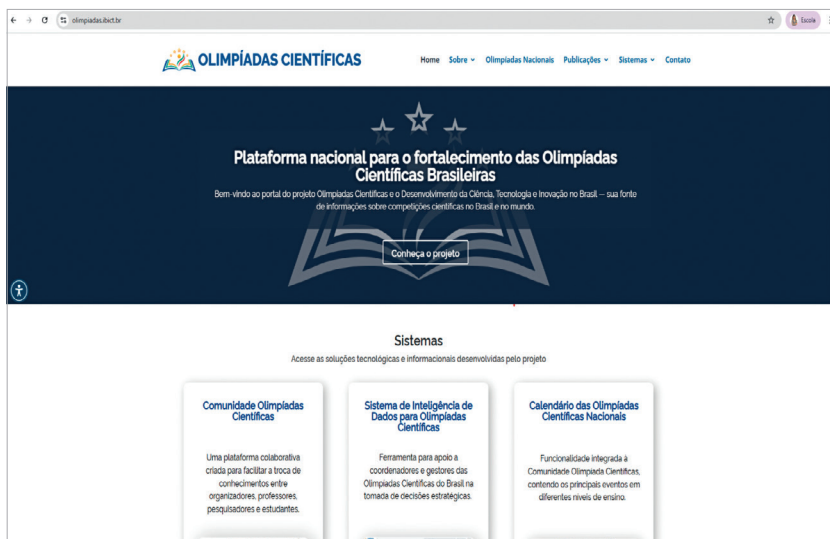 olimpiadas.ibict.br
Escola
OLIMPÍADAS CIENTÍFICAS
Home Sobre Olimpíadas Nacionais Publicações Sistemas Contato
Plataforma nacional para o fortalecimento das Olimpíadas
Científicas Brasileiras
Bem-vindo ao portal do projeto Olimpíadas Científicas e o Desenvolvimento da Ciência, Tecnologia e Inovação no Brasil — sua fonte
de informações sobre competições científicas no Brasil e no mundo.
Conheça o projeto
Sistemas
Acesse as soluções tecnológicas e informacionais desenvolvidas pelo projeto
Comunidade Olimpíadas
Científicas
Uma plataforma colaborativa
criada para facilitar a troca de
conhecimentos entre
organizadores, professores,
pesquisadores e estudantes.
Sistema de Inteligência de
Dados para Olimpíadas
Científicas
Ferramenta para apoio a
coordenadores e gestores das
Olimpíadas Científicas do Brasil na
tomada de decisões estratégicas.
Calendário das Olimpíadas
Científicas Nacionais
Funcionalidade integrada à
Comunidade Olimpíada Científicas,
contendo os principais eventos em
diferentes níveis de ensino.